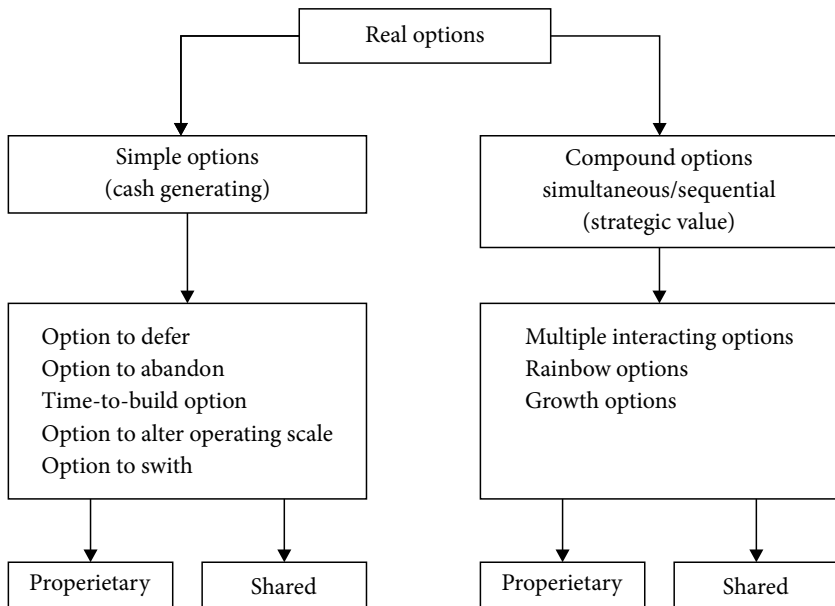 Real options
Simple options
(cash generating)
Compound options
simultaneous/sequential
(strategic value)
Option to defer
Option to abandon
Time-to-build option
Option to alter operating scale
Option to swith
Multiple interacting options
Rainbow options
Growth options
Properietary
Shared
Properietary
Shared